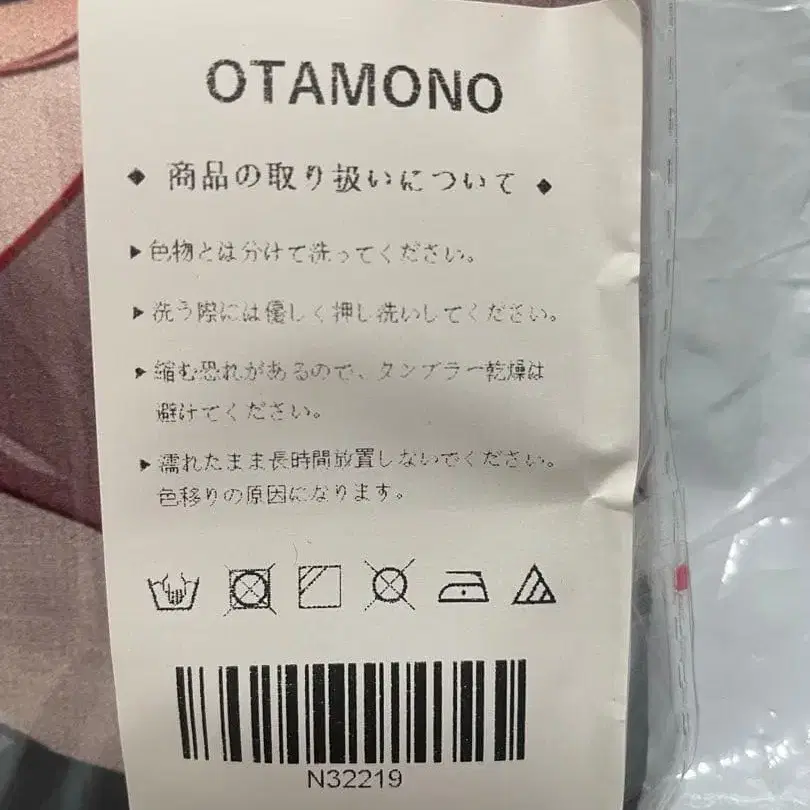 OTAMONO
◆ 商品の取り扱いについて ◆
▶ 色物とは分けて洗ってください。
▶ 洗う際には優しく押し洗いしてください。
▶ 縮む恐れがあるので、タンブラー乾燥は
避けてください。
▶ 濡れたまま長時間放置しないでください。
色移りの原因になります。
N32219